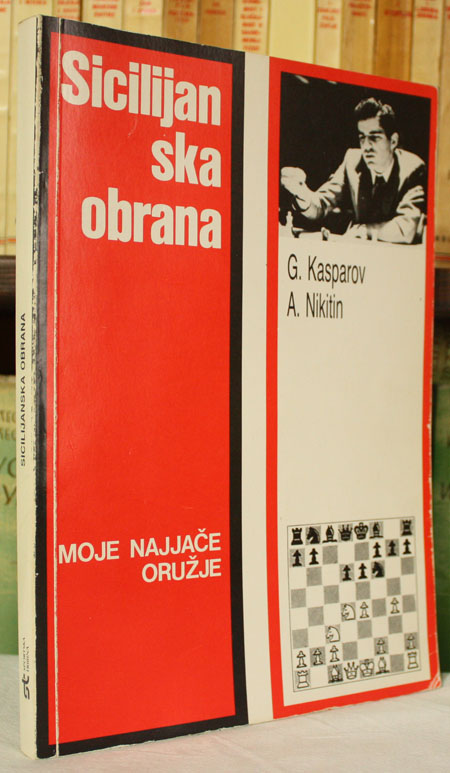 Sicilijan
ska
obrana
MOJE NAJJAČE
ORUŽJE
G. Kasparov
A. Nikitin
SICILIJANSKA OBRANA